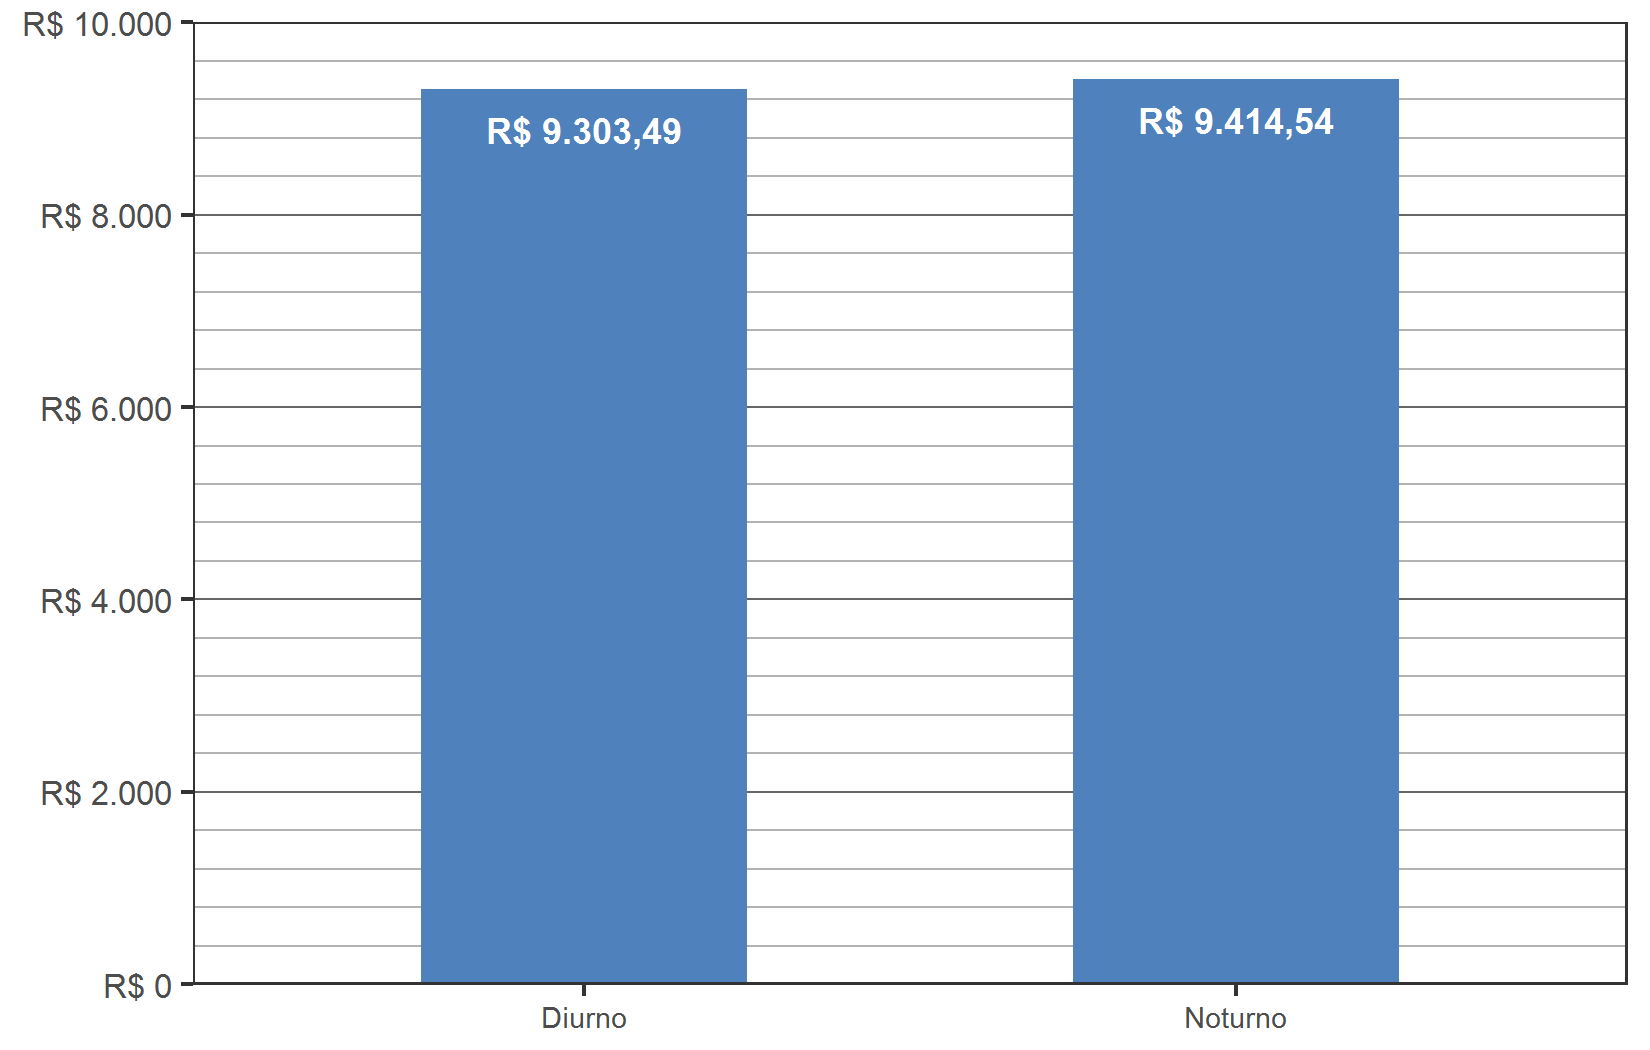 R$ 10.000
R$ 9.303,49
R$ 9.414,54
R$ 8.000
R$ 6.000
R$ 4.000
R$ 2.000
R$ 0
Diurno
Noturno